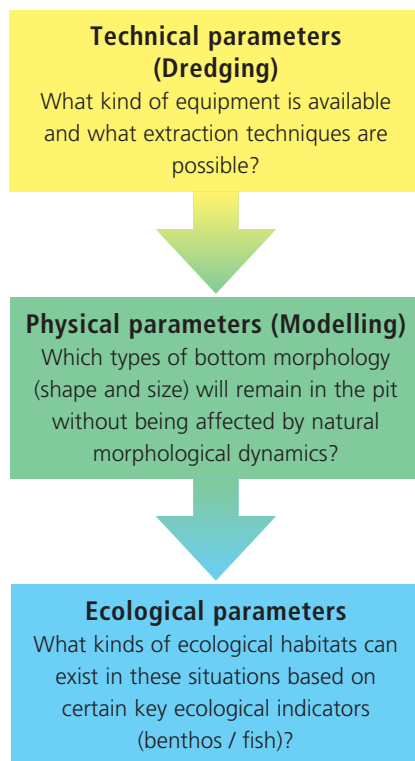 Technical parameters
(Dredging)
What kind of equipment is available
and what extraction techniques are
possible?
Physical parameters (Modelling)
Which types of bottom morphology
(shape and size) will remain in the pit
without being affected by natural
morphological dynamics?
Ecological parameters
What kinds of ecological habitats can
exist in these situations based on
certain key ecological indicators
(benthos / fish)?